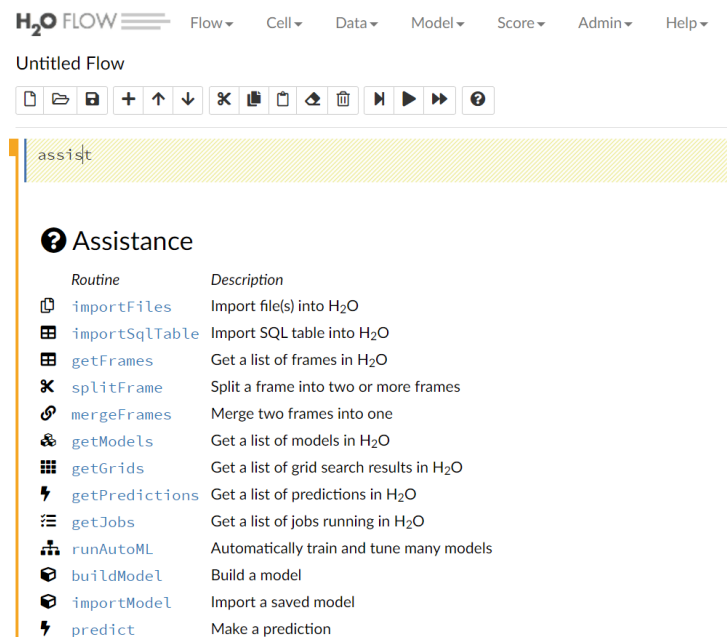 H2O FLOW Flow Cell Data Model Score Admin Help
Untitled Flow
assist
Assistance
Routine Description
importFiles Import file(s) into H2O
importSqlTable Import SQL table into H2O
getFrames Get a list of frames in H2O
splitFrame Split a frame into two or more frames
mergeFrames Merge two frames into one
getModels Get a list of models in H2O
getGrids Get a list of grid search results in H2O
getPredictions Get a list of predictions in H2O
getJobs Get a list of jobs running in H2O
runAutoML Automatically train and tune many models
buildModel Build a model
importModel Import a saved model
predict Make a prediction